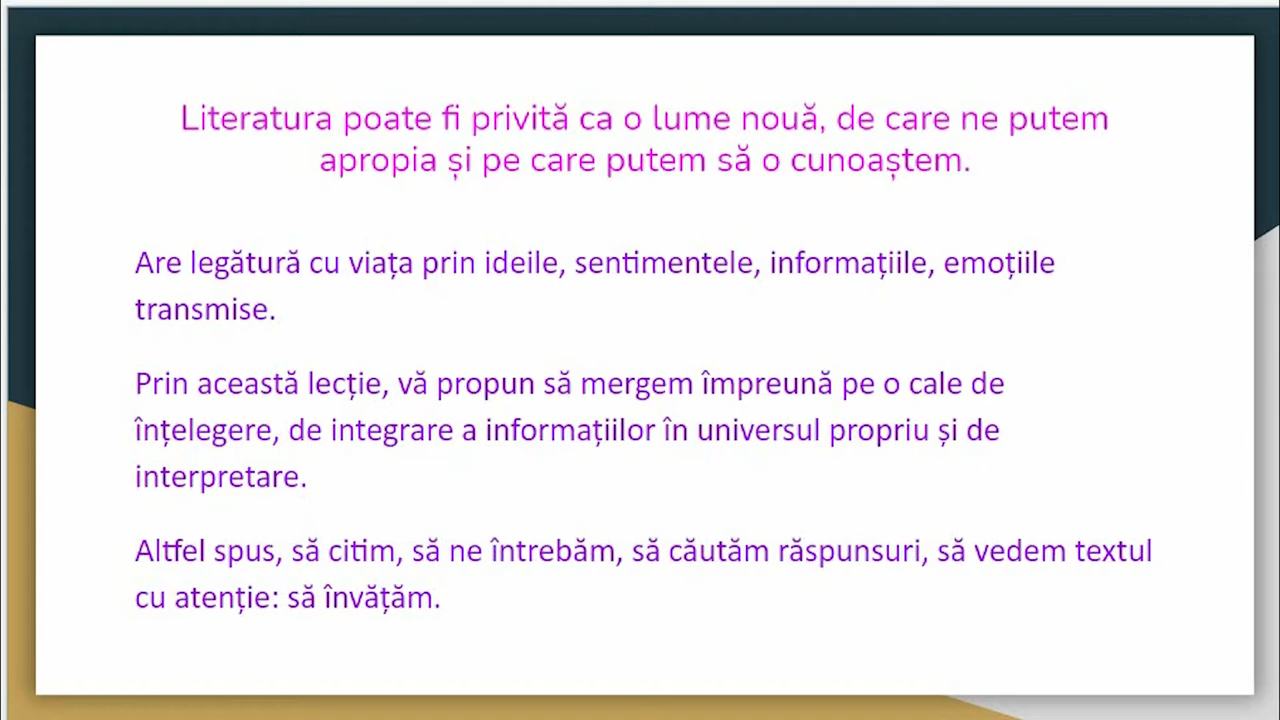 Literatura poate fi privită ca o lume nouă, de care ne putem
apropia și pe care putem să o cunoaștem.
Are legătură cu viața prin ideile, sentimentele, informațiile, emoțiile
transmise.
Prin această lecție, vă propun să mergem împreună pe o cale de
înțelegere, de integrare a informațiilor în universul propriu și de
interpretare.
Altfel spus, să citim, să ne întrebăm, să căutăm răspunsuri, să vedem textul
cu atenție: să învățăm.